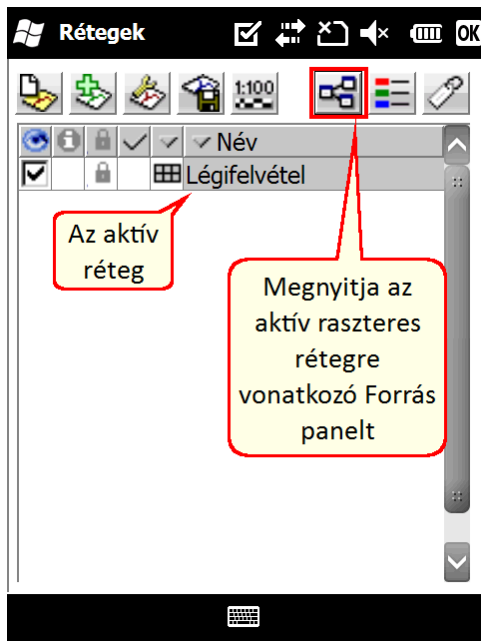 Rétegek
OK
1:100
Név
Légifelvétel
Az aktív
réteg
Megnyitja az
aktív raszteres
rétegre
vonatkozó Forrás
panelt